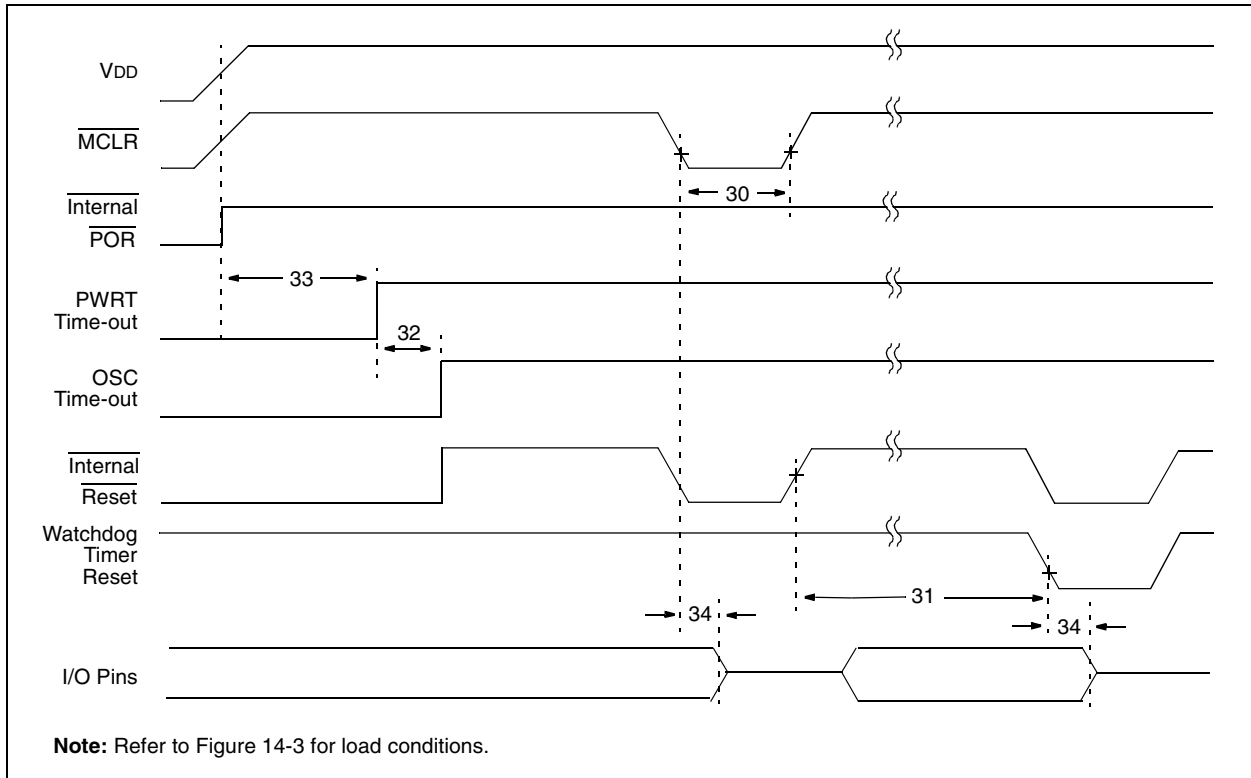 VDD
MCLR
30
Internal
POR
33
PWRT
Time-out
32
OSC
Time-out
Internal
Reset
Watchdog
Timer
Reset
31
34
34
I/O Pins
Note: Refer to Figure 14-3 for load conditions.